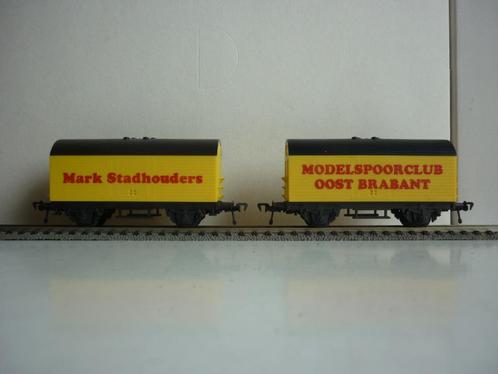 Mark Stadhouders
MODELSPOORCLUB
OOST BRABANT